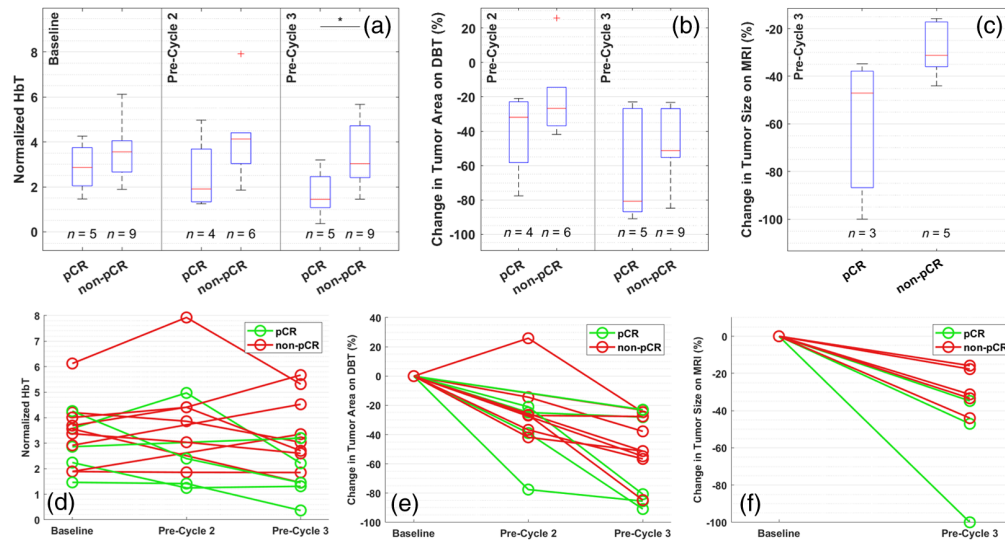 (a)
Baseline
Pre-Cycle 2
Pre-Cycle 3
*
Normalized HbT
8
6
4
2
0
n = 5
n = 9
n = 4
n = 6
n = 5
n = 9
pCR
non-pCR
pCR
non-pCR
pCR
non-pCR
(b)
Pre-Cycle 2
Pre-Cycle 3
Change in Tumor Area on DBT (%)
20
0
-20
-40
-60
-80
-100
n = 4
n = 6
n = 5
n = 9
pCR
non-pCR
pCR
non-pCR
(c)
Pre-Cycle 3
Change in Tumor Size on MRI (%)
-20
-40
-60
-80
-100
n = 3
n = 5
pCR
non-pCR
(d)
Normalized HbT
8
7
6
5
4
3
2
1
0
pCR
non-pCR
Baseline
Pre-Cycle 2
Pre-Cycle 3
(e)
Change in Tumor Area on DBT (%)
40
20
0
-20
-40
-60
-80
-100
pCR
non-pCR
Baseline
Pre-Cycle 2
Pre-Cycle 3
(f)
Change in Tumor Size on MRI (%)
10
0
-10
-20
-30
-40
-50
-60
-70
-80
-90
-100
pCR
non-pCR
Baseline
Pre-Cycle 3